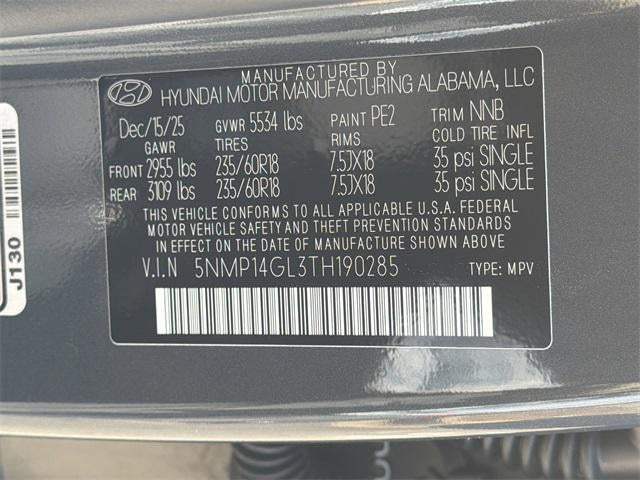 MANUFACTURED BY
HYUNDAI MOTOR MANUFACTURING ALABAMA, LLC
Dec/15/25 GVWR 5534 lbs PAINT PE2 TRIM NNB
GAWR TIRES RIMS COLD TIRE INFL
FRONT 2955 lbs 235/60R18 7.5JX18 35 psi SINGLE
REAR 3109 lbs 235/60R18 7.5JX18 35 psi SINGLE
THIS VEHICLE CONFORMS TO ALL APPLICABLE U.S.A. FEDERAL
MOTOR VEHICLE SAFETY AND THEFT PREVENTION STANDARDS
IN EFFECT ON THE DATE OF MANUFACTURE SHOWN ABOVE.
V.I.N 5NMP14GL3TH190285 TYPE: MPV
J130